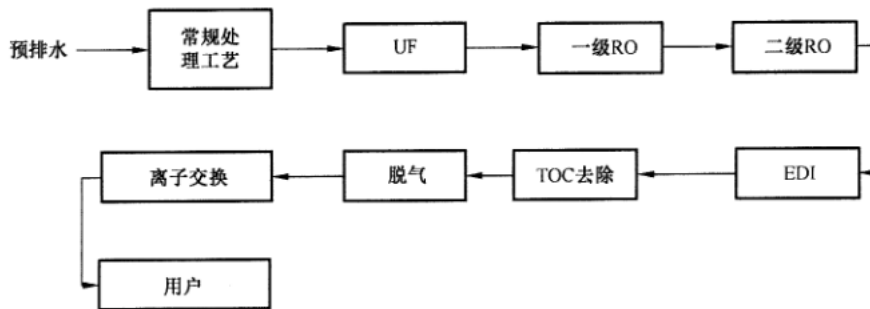 预排水
常规处
理工艺
UF
一级RO
二级RO
离子交换
脱气
TOC去除
EDI
用户